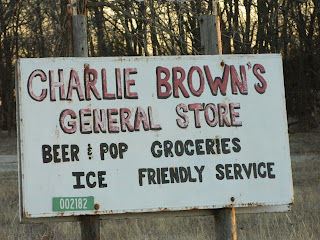 CHARLIE BROWN'S
GENERAL STORE
BEER & POP GROCERIES
ICE FRIENDLY SERVICE
002182